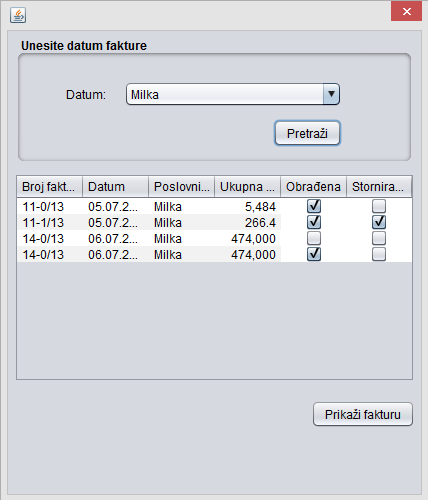 Unesite datum fakture
Datum: Milka
Pretraži
Broj fakt... Datum Poslovni... Ukupna ... Obrađena Stornira...
11-0/13 05.07.2... Milka 5,484
11-1/13 05.07.2... Milka 266.4
14-0/13 06.07.2... Milka 474,000
14-0/13 06.07.2... Milka 474,000
Prikaži fakturu